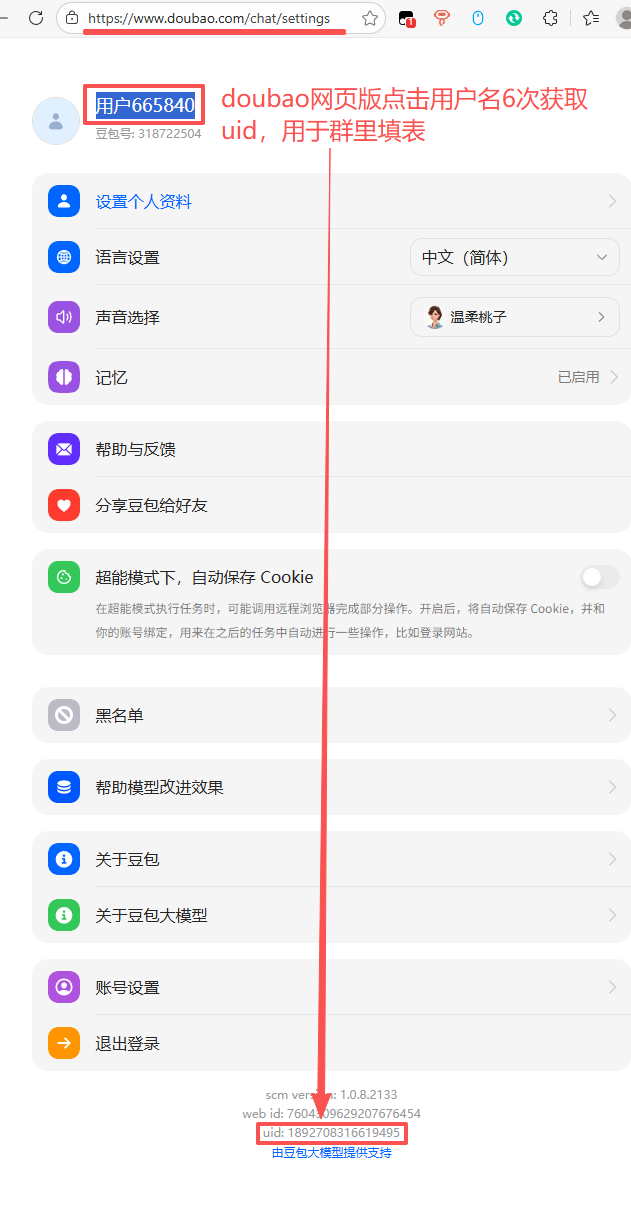 https://www.doubao.com/chat/settings
1
用户665840
豆包号: 318722504
doubao网页版点击用户名6次获取
uid，用于群里填表
设置个人资料
语言设置
中文（简体）
声音选择
温柔桃子
记忆
已启用
帮助与反馈
分享豆包给好友
超能模式下，自动保存 Cookie
在超能模式执行任务时，可能调用远程浏览器完成部分操作。开启后，将自动保存 Cookie，并和
你的账号绑定，用来在之后的任务中自动进行一些操作，比如登录网站。
黑名单
帮助模型改进效果
关于豆包
关于豆包大模型
账号设置
退出登录
scm version: 1.0.8.2133
web id: 7604309629207676454
uid: 1892708316619495
由豆包大模型提供支持